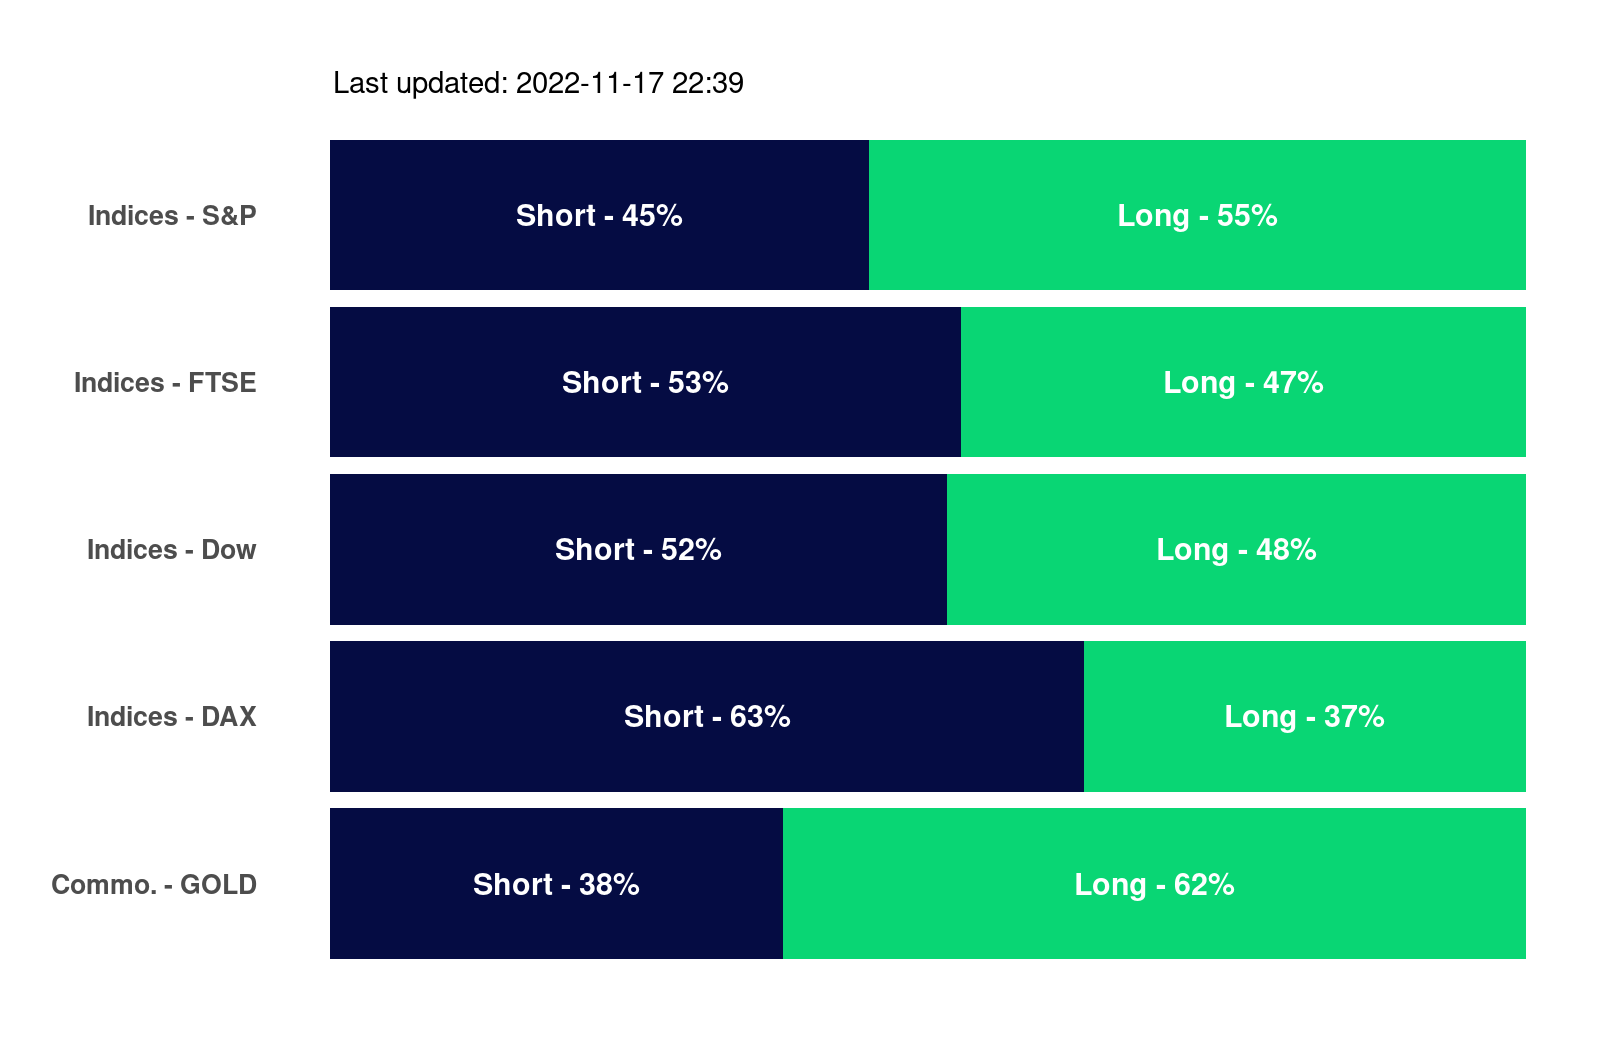 Last updated: 2022-11-17 22:39
Indices - S&P Short - 45% Long - 55%
Indices - FTSE Short - 53% Long - 47%
Indices - Dow Short - 52% Long - 48%
Indices - DAX Short - 63% Long - 37%
Commo. - GOLD Short - 38% Long - 62%